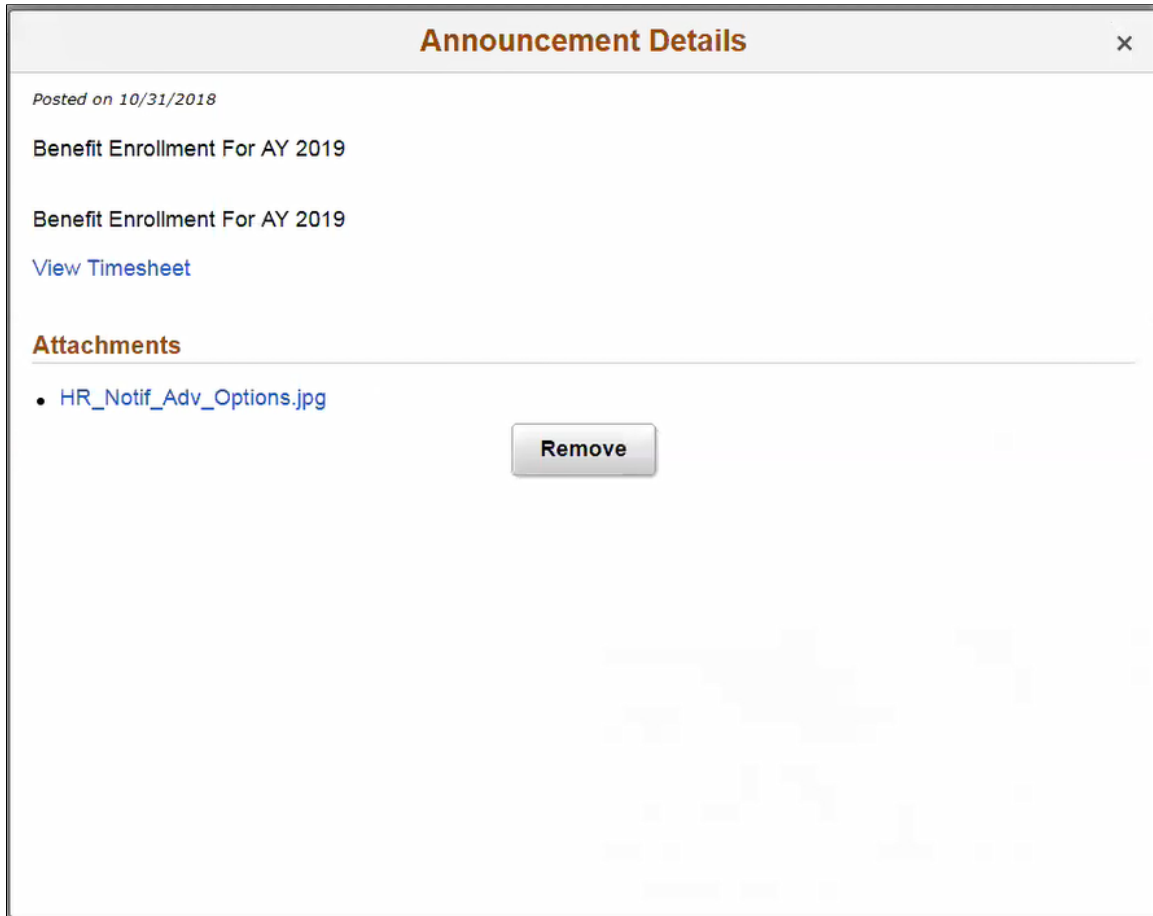 Announcement Details
Posted on 10/31/2018
Benefit Enrollment For AY 2019
Benefit Enrollment For AY 2019
View Timesheet
Attachments
HR_Notif_Adv_Options.jpg
Remove